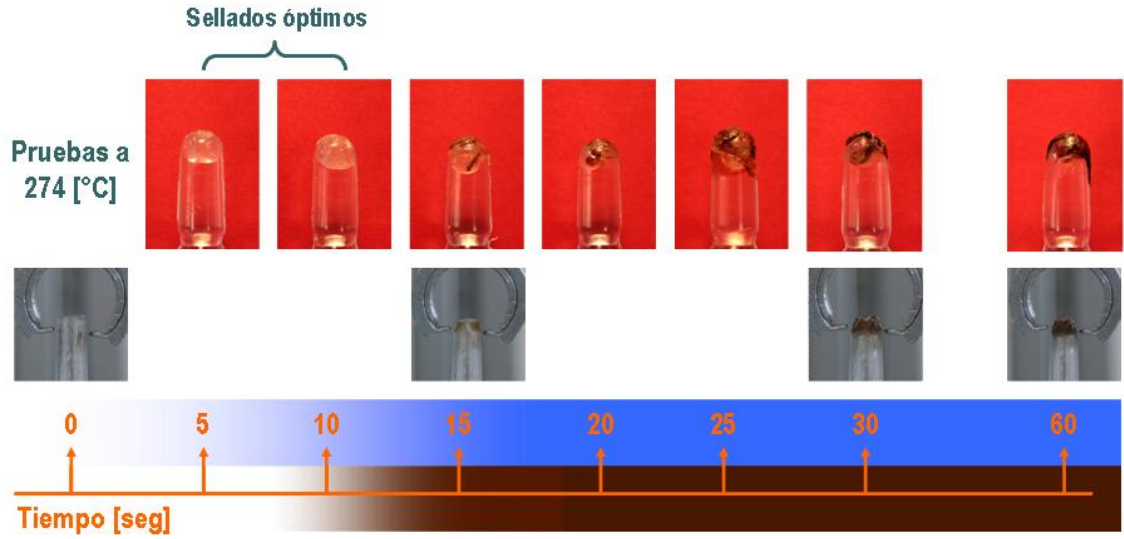 Sellados óptimos
Pruebas a
274 [°C]
0 5 10 15 20 25 30 60
Tiempo [seg]